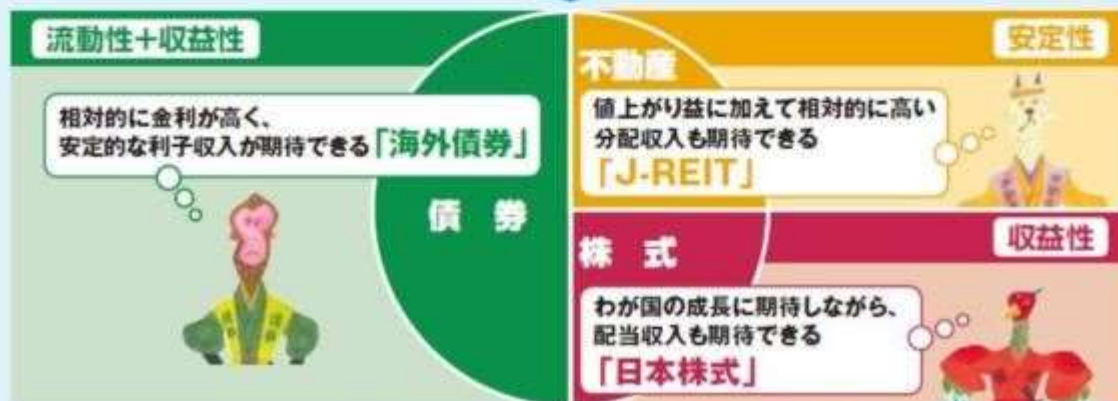 流動性+収益性
相対的に金利が高く、
安定的な利子収入が期待できる「海外債券」
債 券
不動産
安定性
値上がり益に加えて相対的に高い
分配収入も期待できる
「J-REIT」
株 式
収益性
わが国の成長に期待しながら、
配当収入も期待できる
「日本株式」